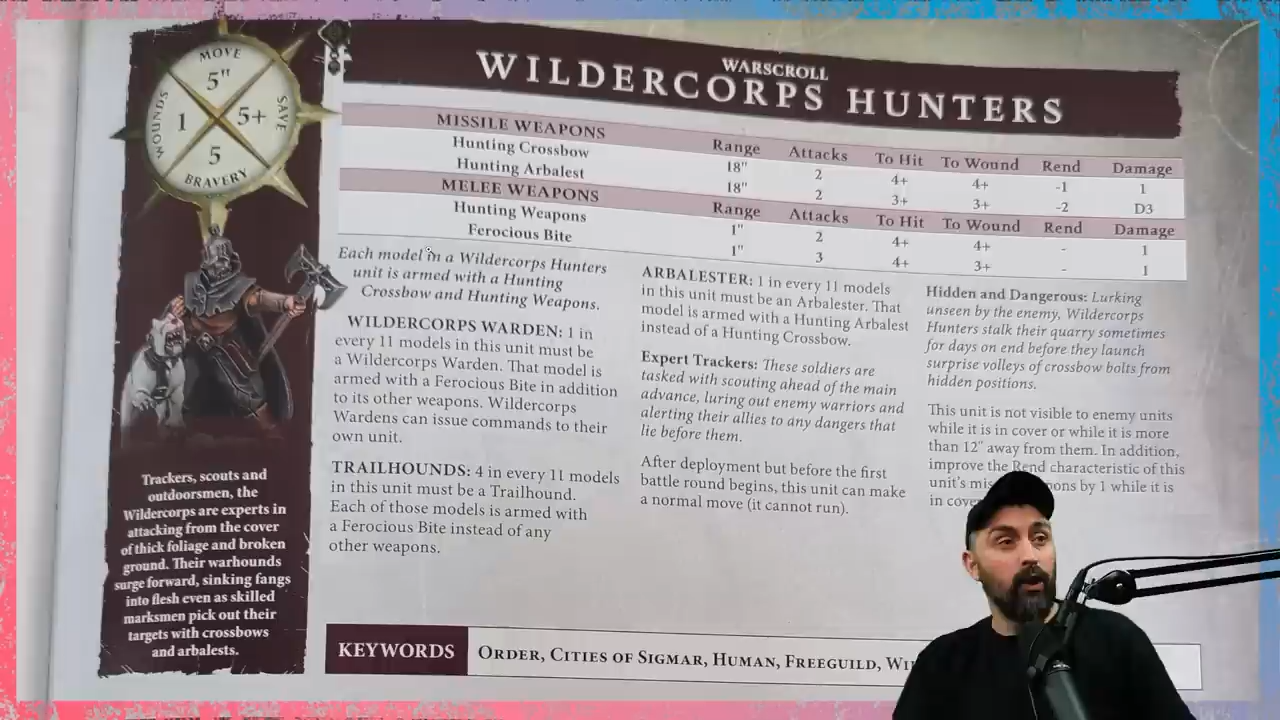 MOVE
5"
WOUNDS
1
5+
SAVE
5
BRAVERY
WARSCROLL
WILDERCORPS HUNTERS
MISSILE WEAPONS Range Attacks To Hit To Wound Rend Damage
Hunting Crossbow 18" 2 4+ 4+ -1 1
Hunting Arbalest 18" 2 3+ 3+ -2 D3
MELEE WEAPONS Range Attacks To Hit To Wound Rend Damage
Hunting Weapons 1" 2 4+ 4+ - 1
Ferocious Bite 1" 3 4+ 3+ - 1
Each model in a Wildercorps Hunters
unit is armed with a Hunting
Crossbow and Hunting Weapons.
WILDERCORPS WARDEN: 1 in
every 11 models in this unit must be
a Wildercorps Warden. That model is
armed with a Ferocious Bite in addition
to its other weapons. Wildercorps
Wardens can issue commands to their
own unit.
TRAILHOUNDS: 4 in every 11 models
in this unit must be a Trailhound.
Each of those models is armed with
a Ferocious Bite instead of any
other weapons.
ARBALESTER: 1 in every 11 models
in this unit must be an Arbalester. That
model is armed with a Hunting Arbalest
instead of a Hunting Crossbow.
Expert Trackers: These soldiers are
tasked with scouting ahead of the main
advance, luring out enemy warriors and
alerting their allies to any dangers that
lie before them.
After deployment but before the first
battle round begins, this unit can make
a normal move (it cannot run).
Hidden and Dangerous: Lurking
unseen by the enemy, Wildercorps
Hunters stalk their quarry sometimes
for days on end before they launch
surprise volleys of crossbow bolts from
hidden positions.
This unit is not visible to enemy units
while it is in cover or while it is more
than 12" away from them. In addition,
improve the Rend characteristic of this
unit's while it is
in
Trackers, scouts and
outdoorsmen, the
Wildercorps are experts in
attacking from the cover
of thick foliage and broken
ground. Their warhounds
surge forward, sinking fangs
into flesh even as skilled
marksmen pick out their
targets with crossbows
and arbalests.
KEYWORDS ORDER, CITIES OF SIGMAR, HUMAN, FREEGUILD,